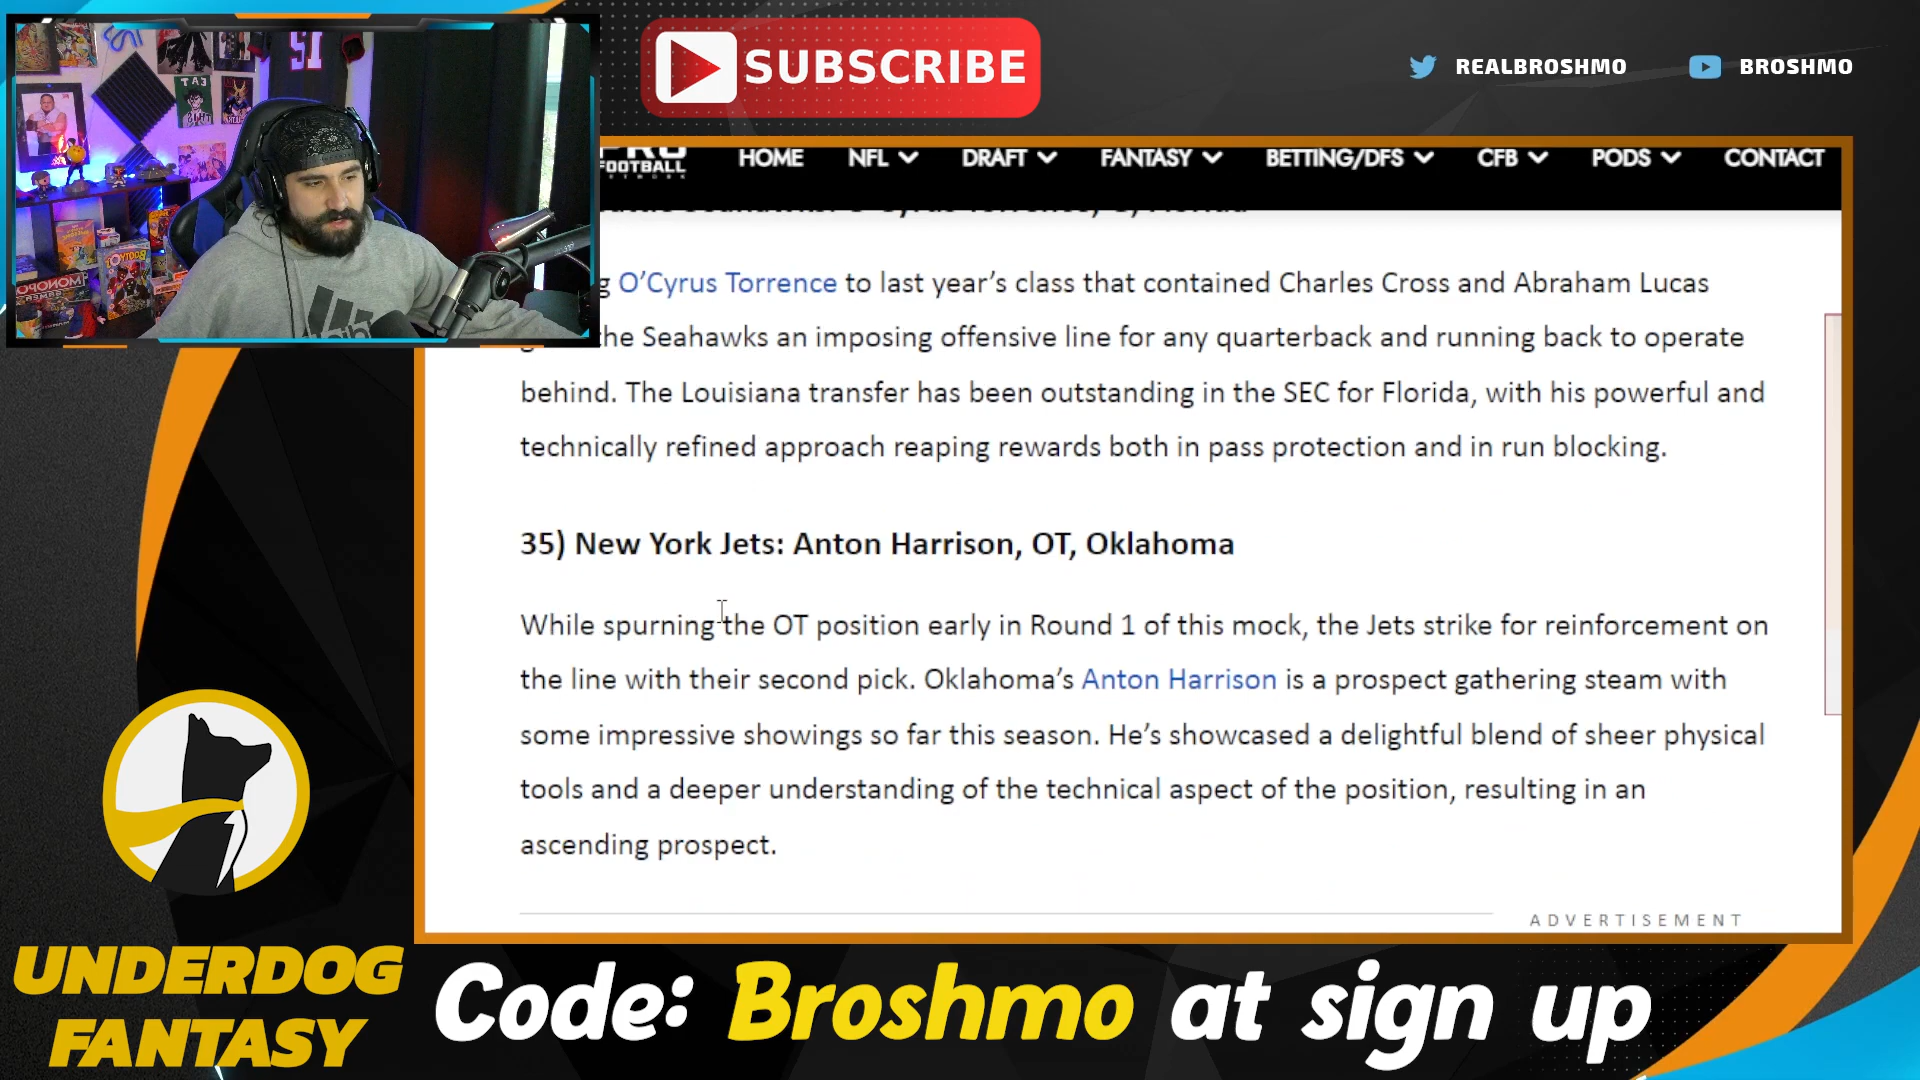 SUBSCRIBE
REALBROSHMO
BROSHMO
FOOTBALL
NETWORK
HOME
NFL
DRAFT
FANTASY
BETTING/DFS
CFB
PODS
CONTACT
51
O’Cyrus Torrence to last year’s class that contained Charles Cross and Abraham Lucas
the Seahawks an imposing offensive line for any quarterback and running back to operate
behind. The Louisiana transfer has been outstanding in the SEC for Florida, with his powerful and
technically refined approach reaping rewards both in pass protection and in run blocking.
35) New York Jets: Anton Harrison, OT, Oklahoma
While spurning the OT position early in Round 1 of this mock, the Jets strike for reinforcement on
the line with their second pick. Oklahoma’s Anton Harrison is a prospect gathering steam with
some impressive showings so far this season. He’s showcased a delightful blend of sheer physical
tools and a deeper understanding of the technical aspect of the position, resulting in an
ascending prospect.
ADVERTISEMENT
UNDERDOG
FANTASY
Code: Broshmo at sign up